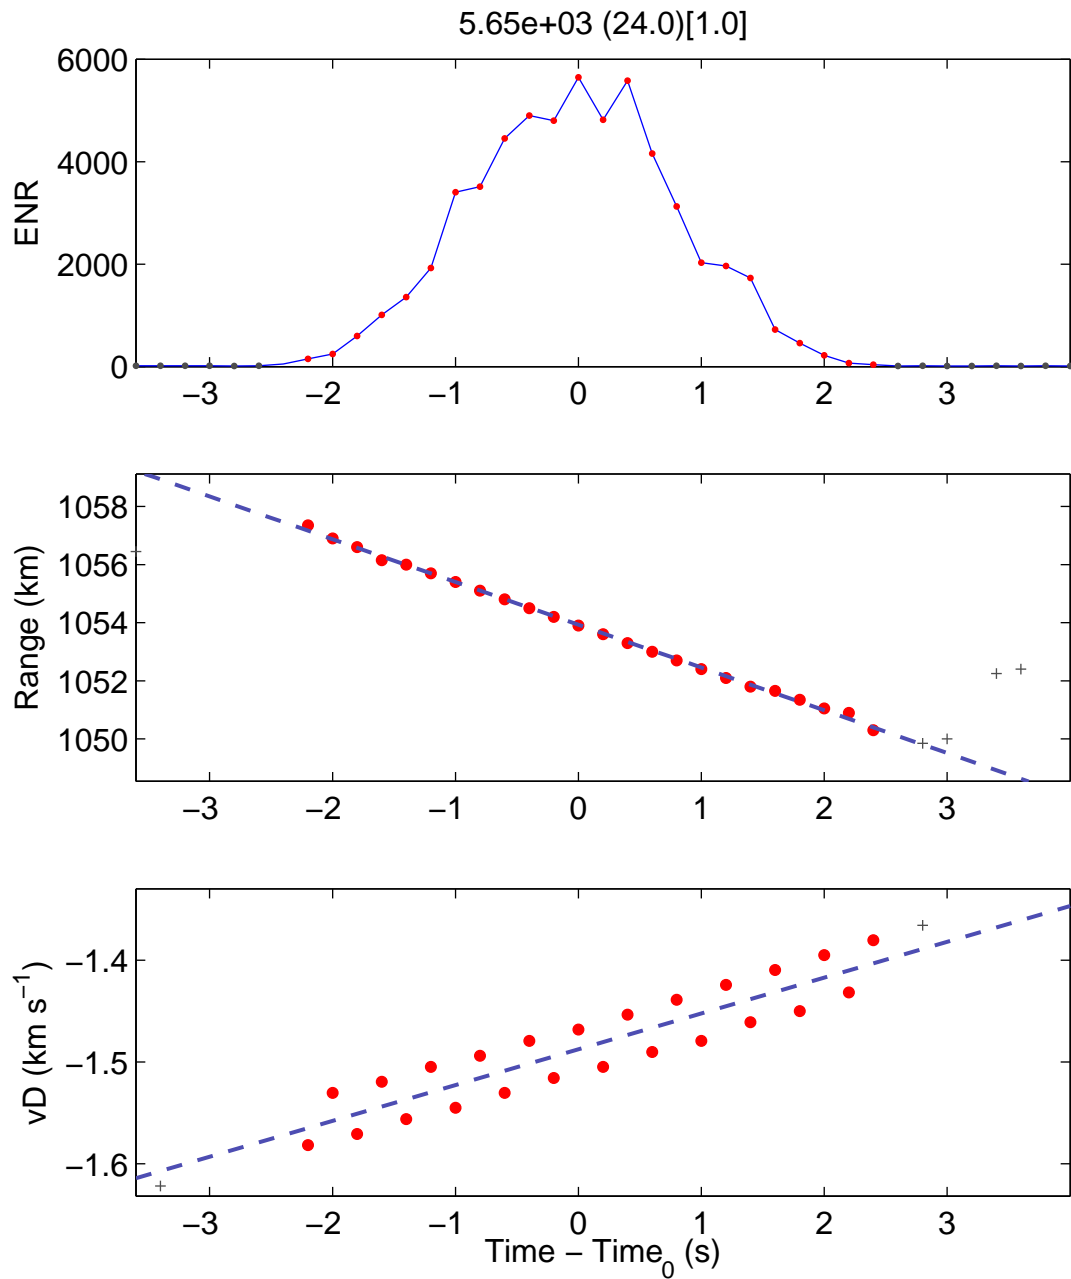 5.65e+03 (24.0)[1.0]
6000
4000
2000
0
ENR
−3 −2 −1 0 1 2 3
1058
1056
1054
1052
1050
Range (km)
−3 −2 −1 0 1 2 3
−1.4
−1.5
−1.6
vD (km s⁻¹)
−3 −2 −1 0 1 2 3
Time − Time₀ (s)